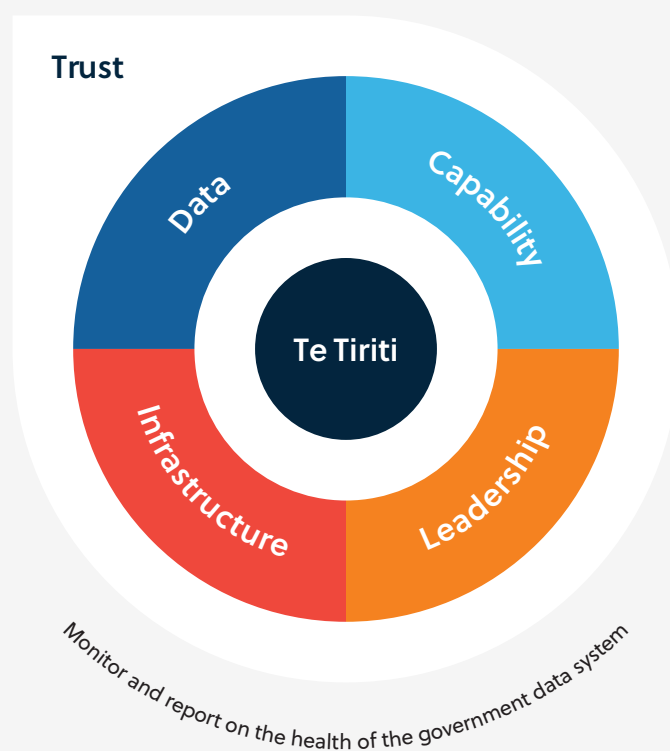 Trust
Data
Capability
Te Tiriti
Infrastructure
Leadership
Monitor and report on the health of the government data system